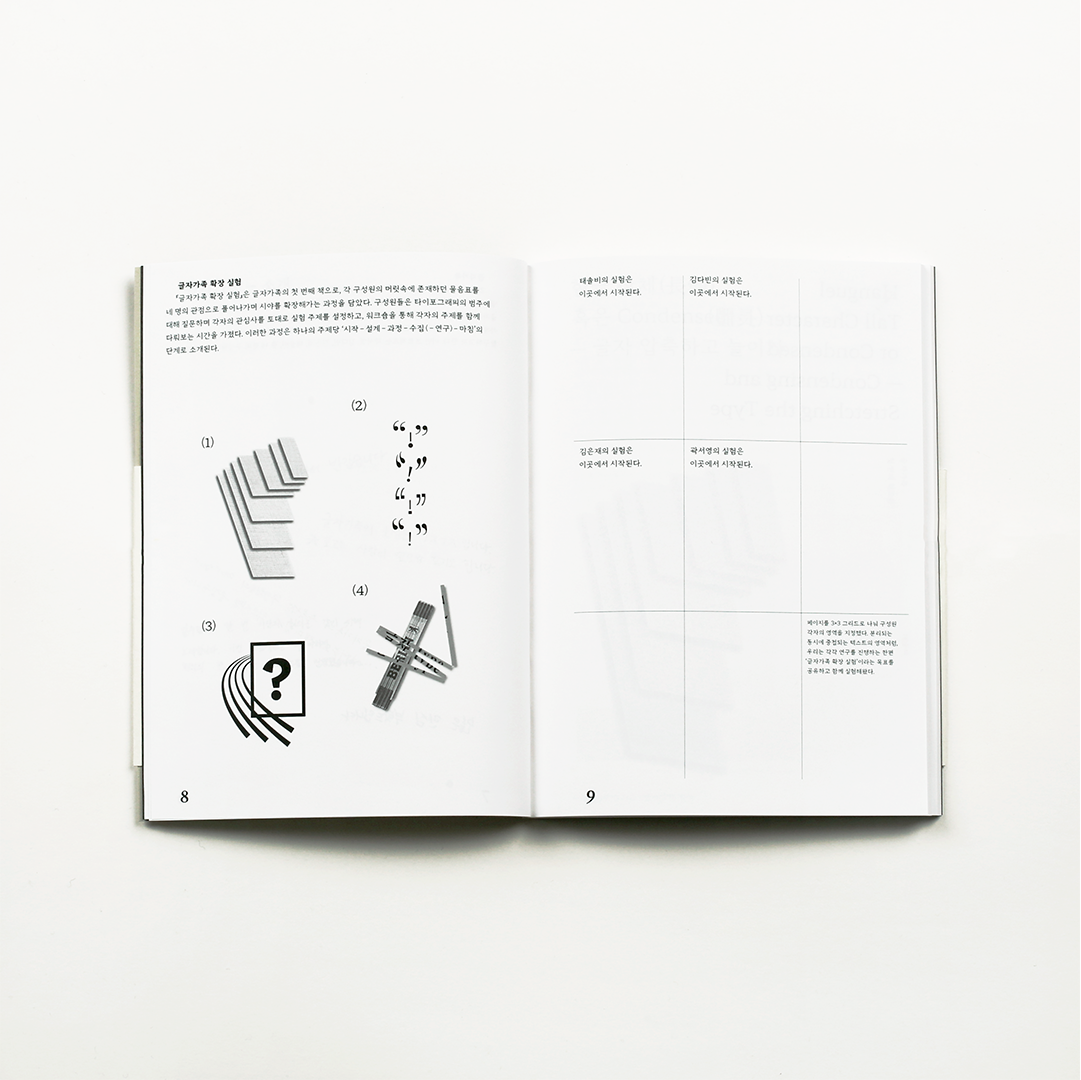 글자가족 확장 실험
『글자가족 확장 실험』은 글자가족의 첫 번째 책으로, 각 구성원의 머릿속에 존재하던 물음표를
네 명의 관점으로 풀어나가며 시야를 확장해가는 과정을 담았다. 구성원들은 타이포그래피의 범주에
대해 질문하며 각자의 관심사를 토대로 실험 주제를 설정하고, 워크숍을 통해 각자의 주제를 함께
다뤄보는 시간을 가졌다. 이러한 과정은 하나의 주제당 ‘시작 – 설계 – 과정 – 수집 (– 연구) – 마침’의
단계로 소개된다.
(1)
(2)
“!”
“!”
“!”
“!”
(3)
?
(4)
8
태솔비의 실험은
이곳에서 시작된다.
김다빈의 실험은
이곳에서 시작된다.
김은재의 실험은
이곳에서 시작된다.
곽서영의 실험은
이곳에서 시작된다.
페이지를 3×3 그리드로 나눠 구성원
각자의 영역을 지정했다. 분리되는
동시에 중첩되는 텍스트의 영역처럼,
우리는 각각 연구를 진행하는 한편
‘글자가족 확장 실험’이라는 목표를
공유하고 함께 실험해왔다.
9